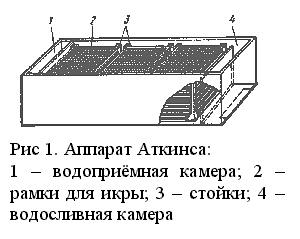 1 2 3 4
Рис 1. Аппарат Аткинса:
1 – водоприёмная камера; 2 –
рамки для икры; 3 – стойки; 4 –
водосливная камера